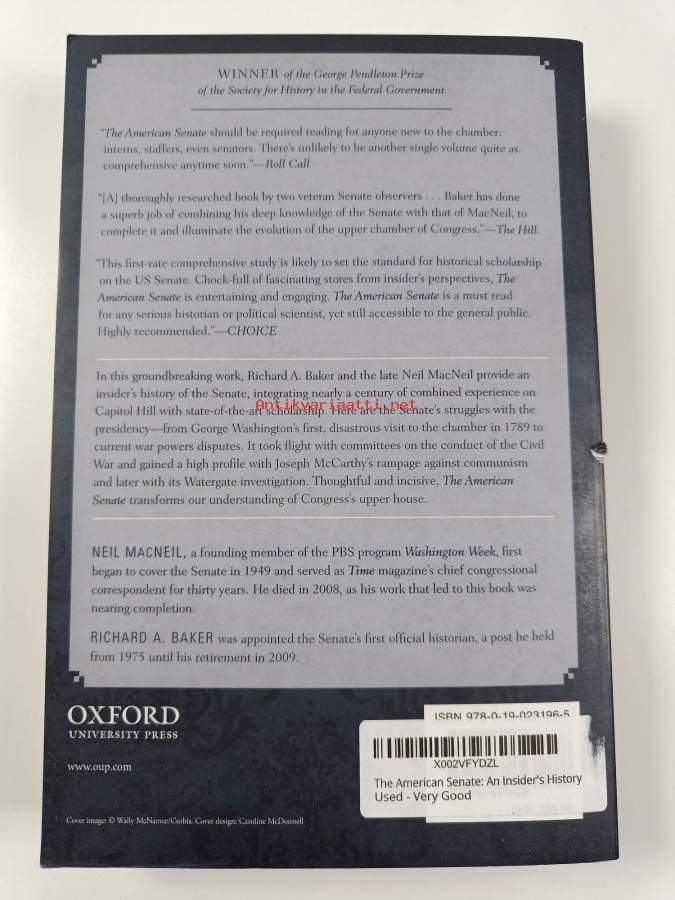 WINNER of the George Pendleton Prize
of the Society for History in the Federal Government
"The American Senate should be required reading for anyone new to the chamber:
interns, staffers, even senators. There's unlikely to be another single volume quite as
comprehensive anytime soon."—Roll Call
"[A] thoroughly researched book by two veteran Senate observers . . . Baker has done
a superb job of combining his deep knowledge of the Senate with that of MacNeil, to
complete it and illuminate the evolution of the upper chamber of Congress."—The Hill
"This first-rate comprehensive study is likely to set the standard for historical scholarship
on the US Senate. Chock-full of fascinating stores from insider's perspectives, The
American Senate is entertaining and engaging. The American Senate is a must read
for any serious historian or political scientist, yet still accessible to the general public.
Highly recommended."—CHOICE
In this groundbreaking work, Richard A. Baker and the late Neil MacNeil provide an
insider's history of the Senate, integrating nearly a century of combined experience on
Capitol Hill with state-of-the-art scholarship. Here are the Senate's struggles with the
Antikvariaatti.net
presidency—from George Washington's first, disastrous visit to the chamber in 1789 to
current war powers disputes. It took flight with committees on the conduct of the Civil
War and gained a high profile with Joseph McCarthy's rampage against communism
and later with its Watergate investigation. Thoughtful and incisive, The American
Senate transforms our understanding of Congress's upper house.
NEIL MACNEIL, a founding member of the PBS program Washington Week, first
began to cover the Senate in 1949 and served as Time magazine's chief congressional
correspondent for thirty years. He died in 2008, as his work that led to this book was
nearing completion.
RICHARD A. BAKER was appointed the Senate's first official historian, a post he held
from 1975 until his retirement in 2009.
OXFORD
UNIVERSITY PRESS
www.oup.com
ISBN 978-0-19-023196-5
X002VFYDZL
The American Senate: An Insider's History
Used - Very Good
Cover image: © Wally McNamee/Corbis. Cover design: Caroline McDonnell